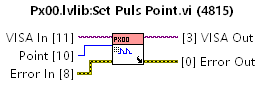 Px00.lvlib:Set Puls Point.vi (4815)
VISA In [11]
PX00
[3] VISA Out
Point [10]
Error In [8]
[0] Error Out